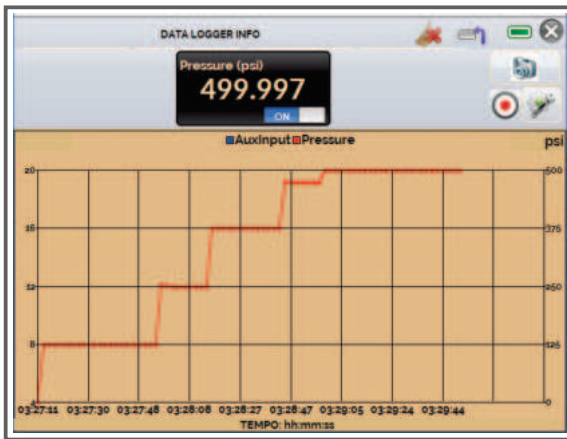 DATA LOGGER INFO
Pressure (psi)
499.997
ON
AuxInput Pressure
psi
20 500
16 375
12 250
8 125
4 0
03:27:11 03:27:30 03:27:48 03:28:08 03:28:27 03:28:47 03:29:05 03:29:24 03:29:44
TEMPO: hh:mm:ss